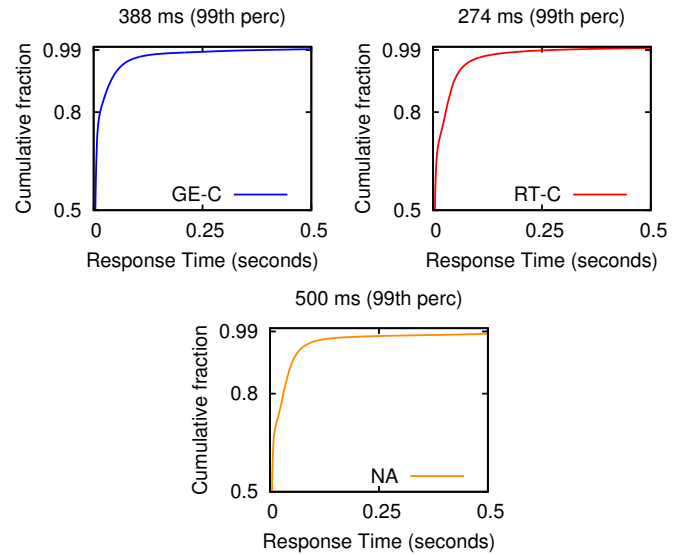 388 ms (99th perc)
0.99
0.8
0.5
Cumulative fraction
GE-C
0
0.25
0.5
Response Time (seconds)
274 ms (99th perc)
0.99
0.8
0.5
Cumulative fraction
RT-C
0
0.25
0.5
Response Time (seconds)
500 ms (99th perc)
0.99
0.8
0.5
Cumulative fraction
NA
0
0.25
0.5
Response Time (seconds)